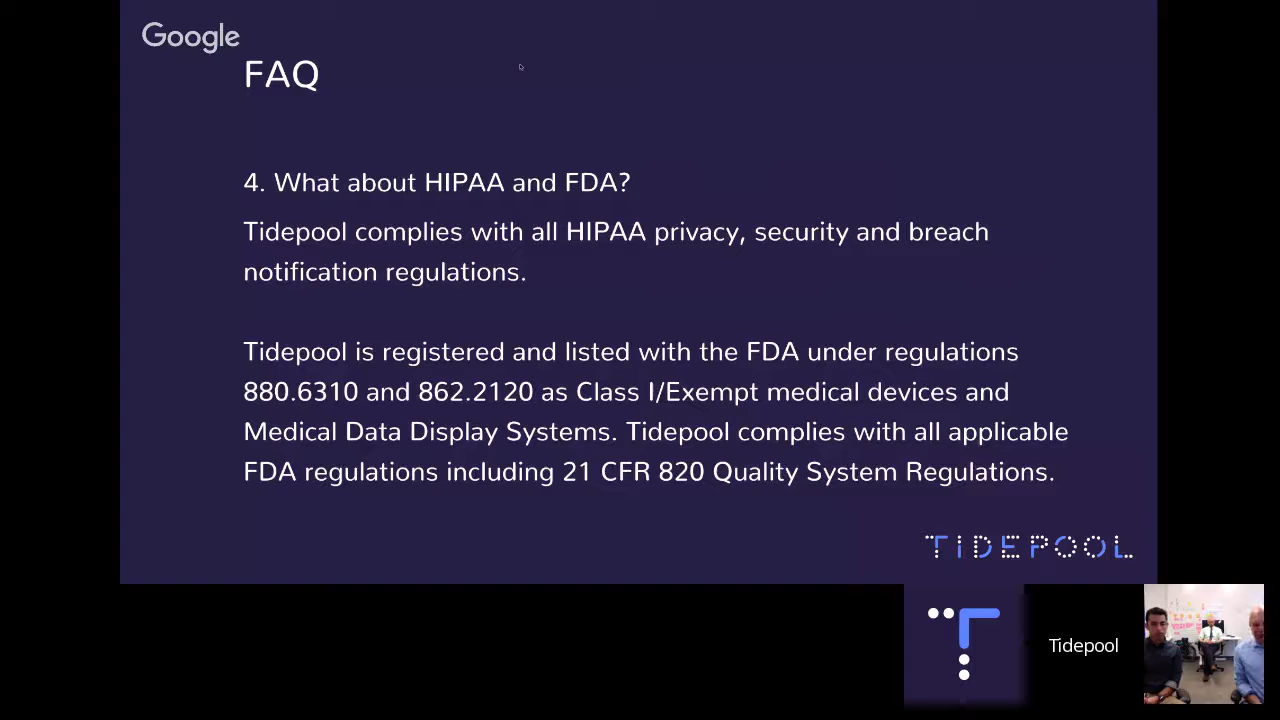 Google
FAQ
4. What about HIPAA and FDA?
Tidepool complies with all HIPAA privacy, security and breach
notification regulations.
Tidepool is registered and listed with the FDA under regulations
880.6310 and 862.2120 as Class I/Exempt medical devices and
Medical Data Display Systems. Tidepool complies with all applicable
FDA regulations including 21 CFR 820 Quality System Regulations.
TIDEPOOL
T
Tidepool